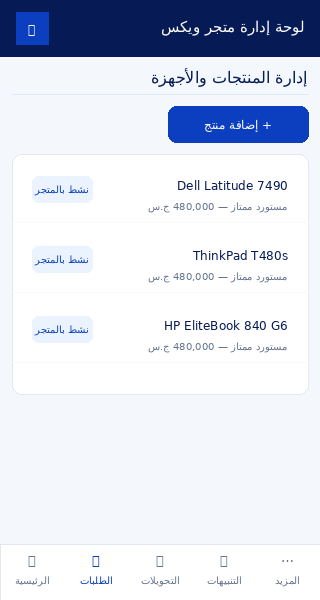 لوحة إدارة متجر ويكس
إدارة المنتجات والأجهزة
+ إضافة منتج
Dell Latitude 7490
نشط بالمتجر
مستورد ممتاز — 480,000 ج.س
ThinkPad T480s
نشط بالمتجر
مستورد ممتاز — 480,000 ج.س
HP EliteBook 840 G6
نشط بالمتجر
مستورد ممتاز — 480,000 ج.س
المزيد
التنبيهات
التحويلات
الطلبات
الرئيسية